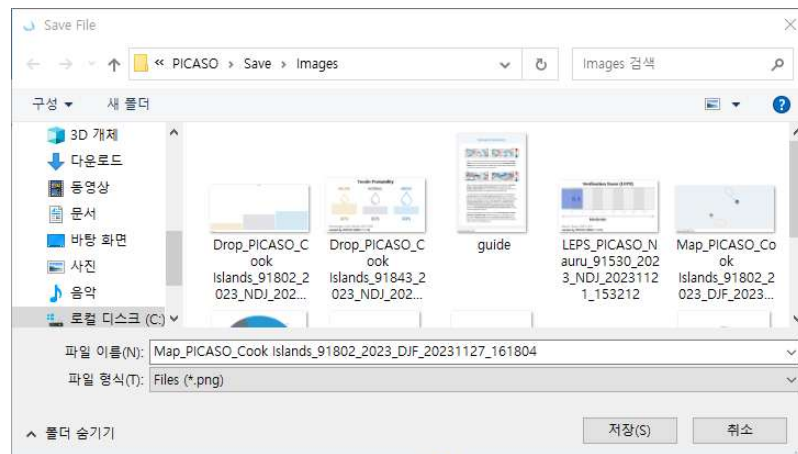 Save File
« PICASO › Save › Images
Images 검색
구성
새 폴더
3D 개체
다운로드
동영상
문서
바탕 화면
사진
음악
로컬 디스크 (C:)
Drop_PICASO_C
ook
Islands_91802_2
023_NDJ_202...
Drop_PICASO_C
ook
Islands_91843_2
023_NDJ_202...
guide
LEPS_PICASO_N
auru_91530_202
3_NDJ_2023112
1_153212
Map_PICASO_Co
ok
Islands_91802_2
023_DJF_2023...
파일 이름(N): Map_PICASO_Cook Islands_91802_2023_DJF_20231127_161804
파일 형식(T): Files (*.png)
폴더 숨기기
저장(S)
취소